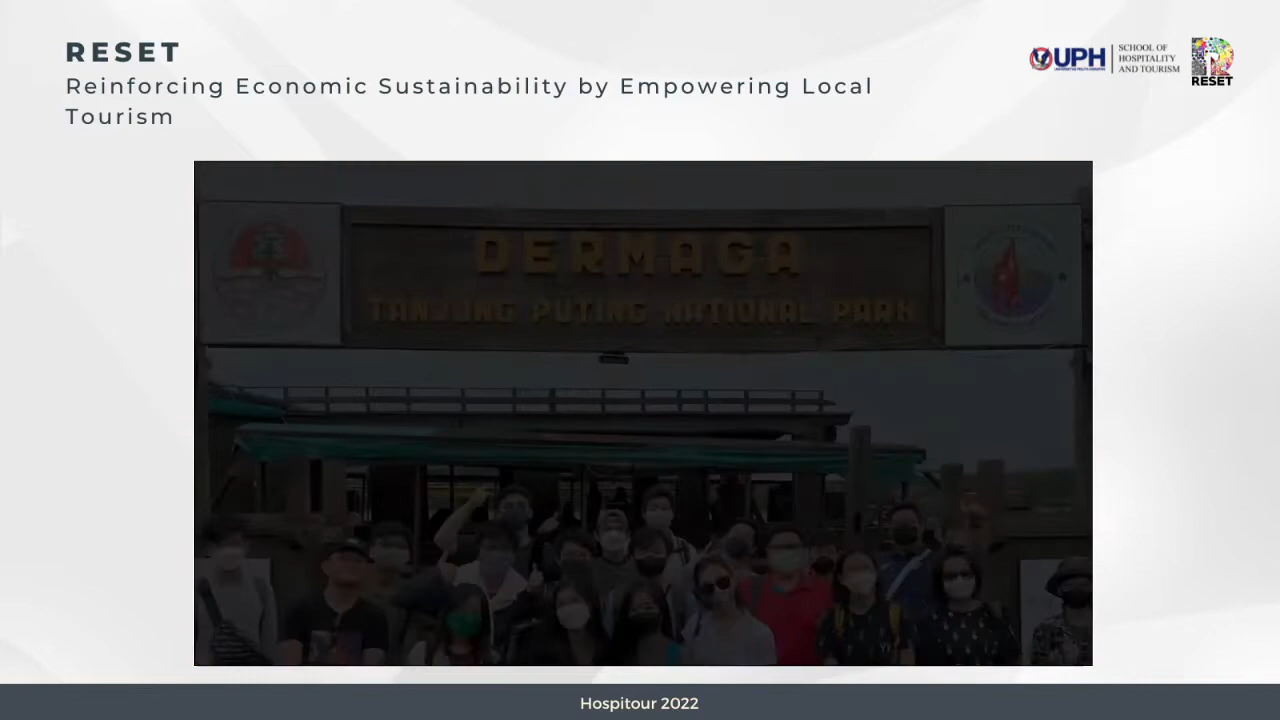 RESET
Reinforcing Economic Sustainability by Empowering Local
Tourism
UPH
SCHOOL OF
HOSPITALITY
AND TOURISM
RESET
DERMAGA
TANJUNG PUTING NATIONAL PARK
Hospitour 2022